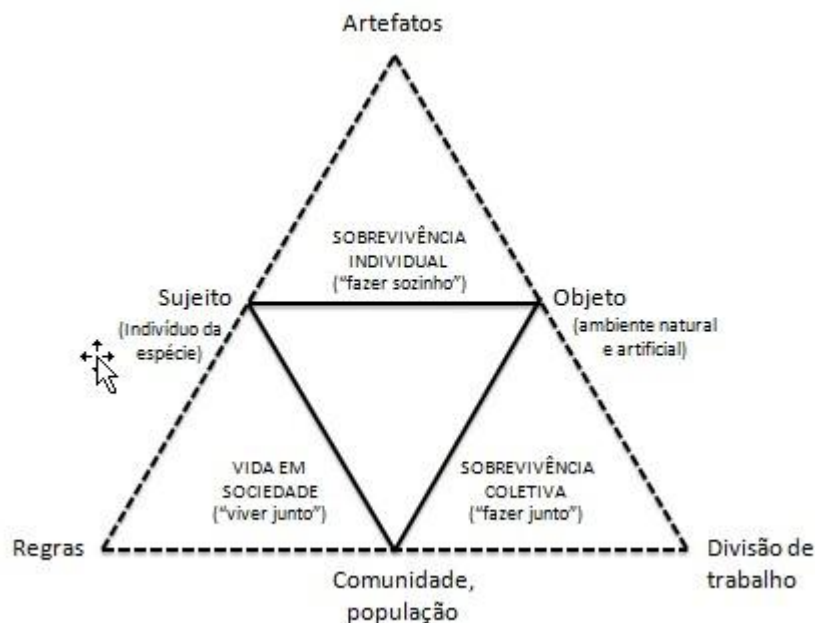 Artefatos
SOBREVIVÊNCIA
INDIVIDUAL
("fazer sozinho")
Sujeito
(Indivíduo da
espécie)
Objeto
(ambiente natural
e artificial)
VIDA EM
SOCIEDADE
("viver junto")
SOBREVIVÊNCIA
COLETIVA
("fazer junto")
Regras
Comunidade,
população
Divisão de
trabalho